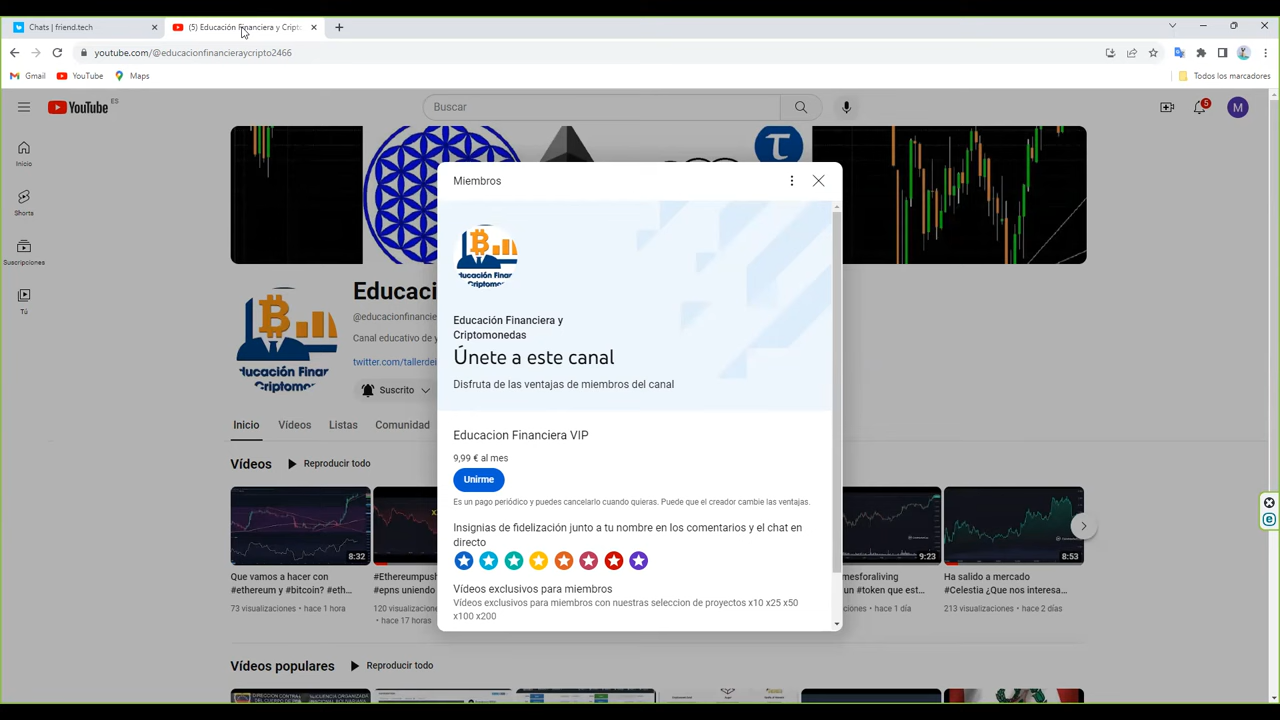 Chats | friend.tech
(5) Educación Financiera y Cripto
youtube.com/@educacionfinancieraycripto2466
Gmail
YouTube
Maps
Todos los marcadores
YouTube ES
Buscar
5
M
Inicio
Shorts
Suscripciones
Tú
Miembros
ducación Finan
Criptomo
Educación Financiera y
Criptomonedas
Únete a este canal
Disfruta de las ventajas de miembros del canal
Educacion Financiera VIP
9,99 € al mes
Unirme
Es un pago periódico y puedes cancelarlo cuando quieras. Puede que el creador cambie las ventajas.
Insignias de fidelización junto a tu nombre en los comentarios y el chat en
directo
Vídeos exclusivos para miembros
Vídeos exclusivos para miembros con nuestras seleccion de proyectos x10 x25 x50
x100 x200
Educaci
@educacionfinancie
Canal educativo de
twitter.com/tallerde
Suscrito
Inicio
Vídeos
Listas
Comunidad
Vídeos
Reproducir todo
8:32
9:23
8:53
Que vamos a hacer con
#ethereum y #bitcoin? #eth...
73 visualizaciones · hace 1 hora
#Ethereumpush
#epns uniendo
120 visualizacione
hace 17 horas
mesforaliving
un #token que est...
hace 1 día
Ha salido a mercado
#Celestia ¿Que nos interesa...
213 visualizaciones · hace 2 días
Vídeos populares
Reproducir todo